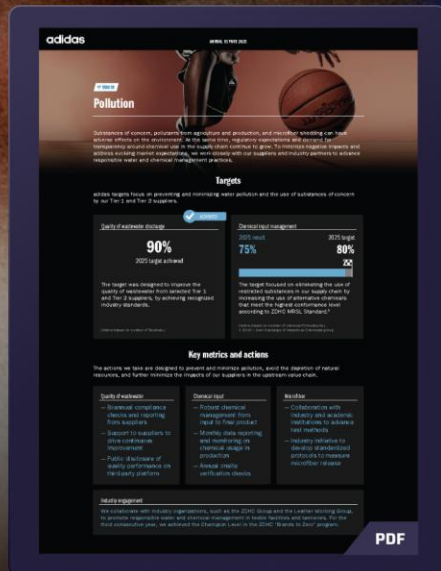 adidas
ANNUAL REPORT 2025
Pollution
Substances of concern, pollutants from agriculture and production, and microfiber shedding can have
adverse effects on the environment. At the same time, regulatory expectations and demand for
transparency around chemical use in the supply chain continue to grow. To minimize negative impacts and
address evolving market expectations, we work closely with our suppliers and industry partners to advance
responsible water and chemical management practices.
Targets
adidas targets focus on preventing and minimizing water pollution and the use of substances of concern
by our Tier 1 and Tier 2 suppliers.
ACHIEVED
Quality of wastewater discharge
90%
2025 target achieved
The target was designed to improve the
quality of wastewater from selected Tier 1
and Tier 2 suppliers, by achieving recognized
industry standards.
Chemical input management
2025 result
2025 target
75%
80%
The target focused on eliminating the use of
restricted substances in our supply chain by
increasing the use of alternative chemicals
that meet the highest conformance level
according to ZDHC MRSL Standard.
Key metrics and actions
The actions we take are designed to prevent and minimize pollution, avoid the depletion of natural
resources, and further minimize the impacts of our suppliers in the upstream value chain.
Quality of wastewater
— Bi-annual compliance
checks and reporting
from suppliers
— Support to suppliers to
drive continuous
improvement
— Public disclosure of
quality performance on
third-party platform
Chemical input
— Robust chemical
management from
input to final product
— Monthly data reporting
and monitoring on
chemical usage in
production
— Annual onsite
verification checks
Microfiber
— Collaboration with
industry and academic
institutions to advance
test methods
— Industry initiative to
develop standardized
protocols to measure
microfiber release
Industry engagement
We collaborate with industry organizations, such as the ZDHC Group and the Leather Working Group,
to promote responsible water and chemical management in textile facilities and tanneries. For the
third consecutive year, we achieved the Champion Level in the ZDHC "Brands to Zero" program.
PDF